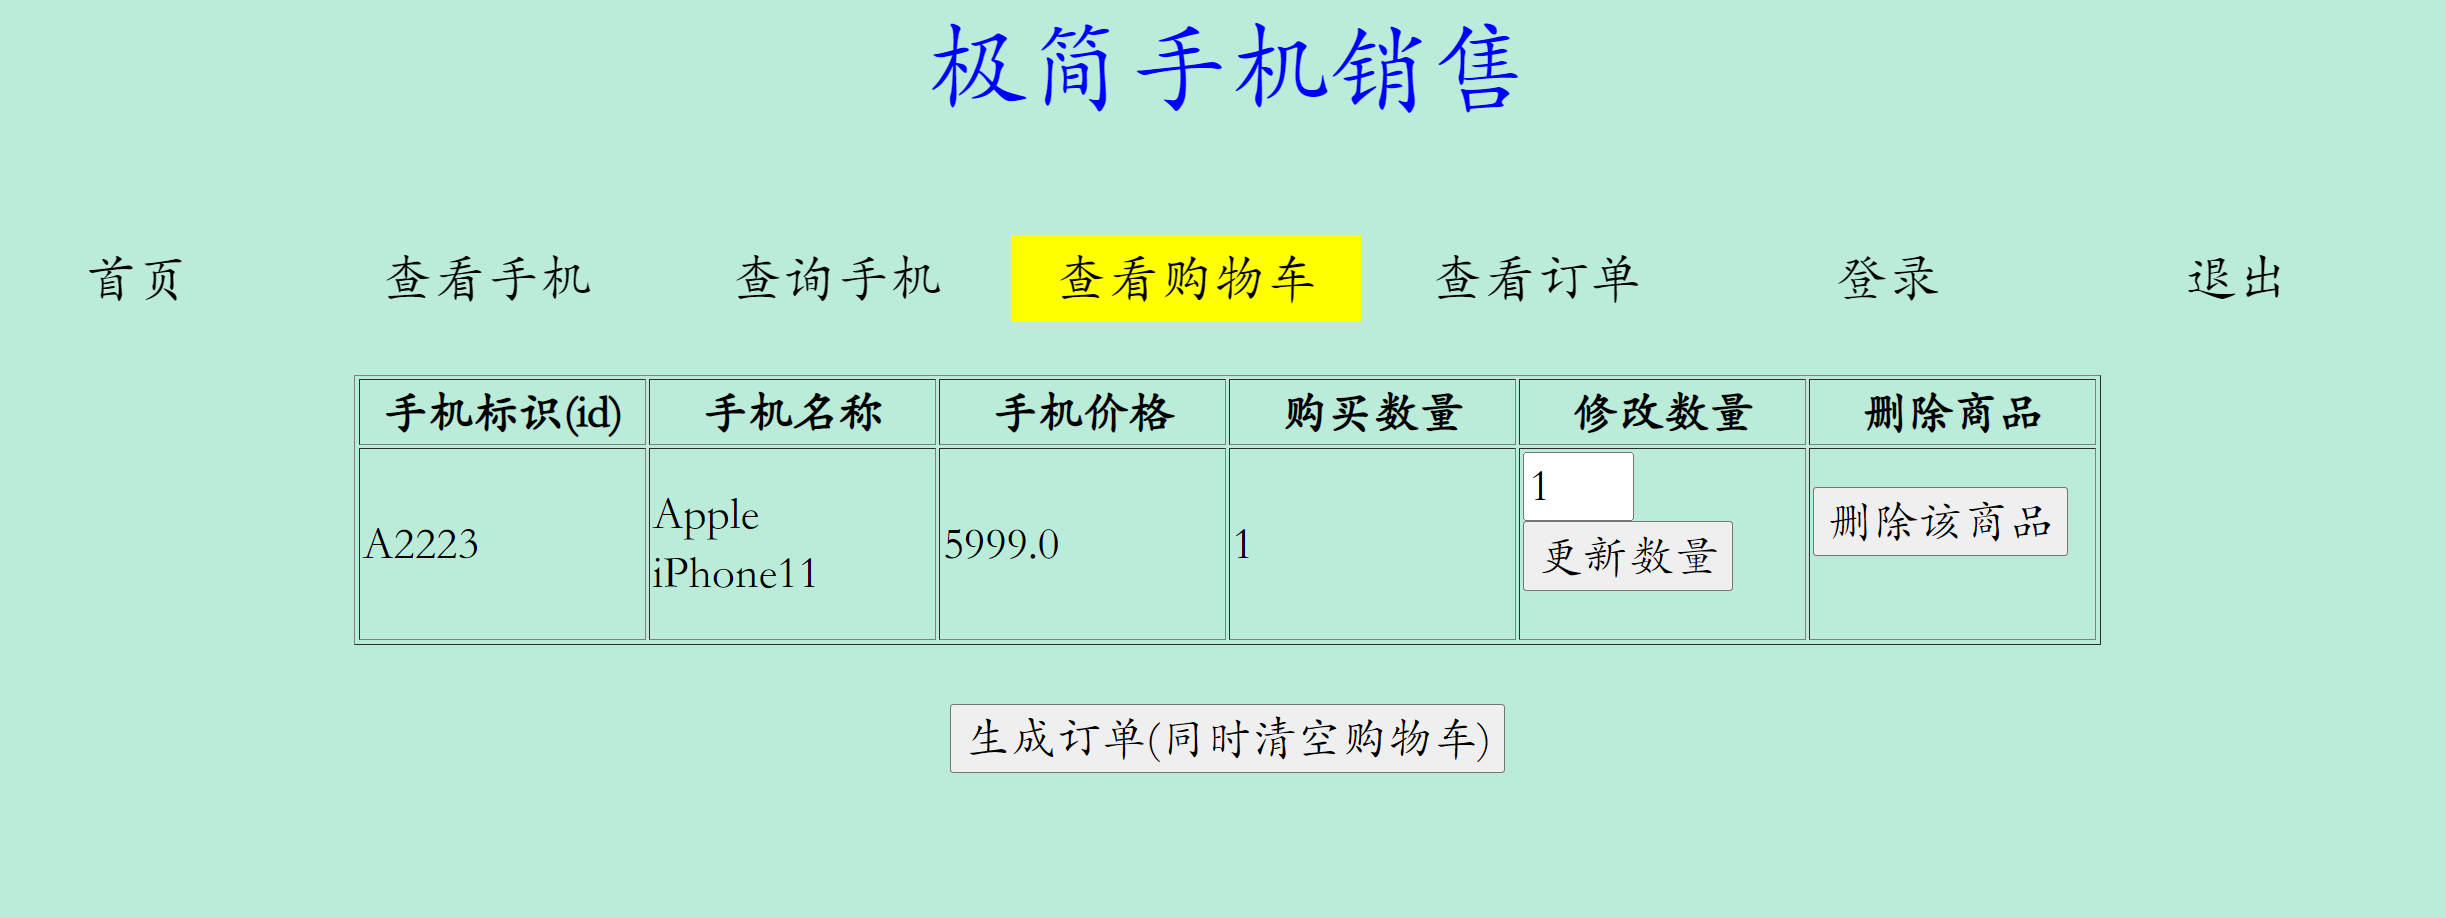 极简手机销售
首页 查看手机 查询手机 查看购物车 查看订单 登录 退出
手机标识(id) 手机名称 手机价格 购买数量 修改数量 删除商品
A2223 Apple iPhone11 5999.0 1 1 更新数量 删除该商品
生成订单(同时清空购物车)